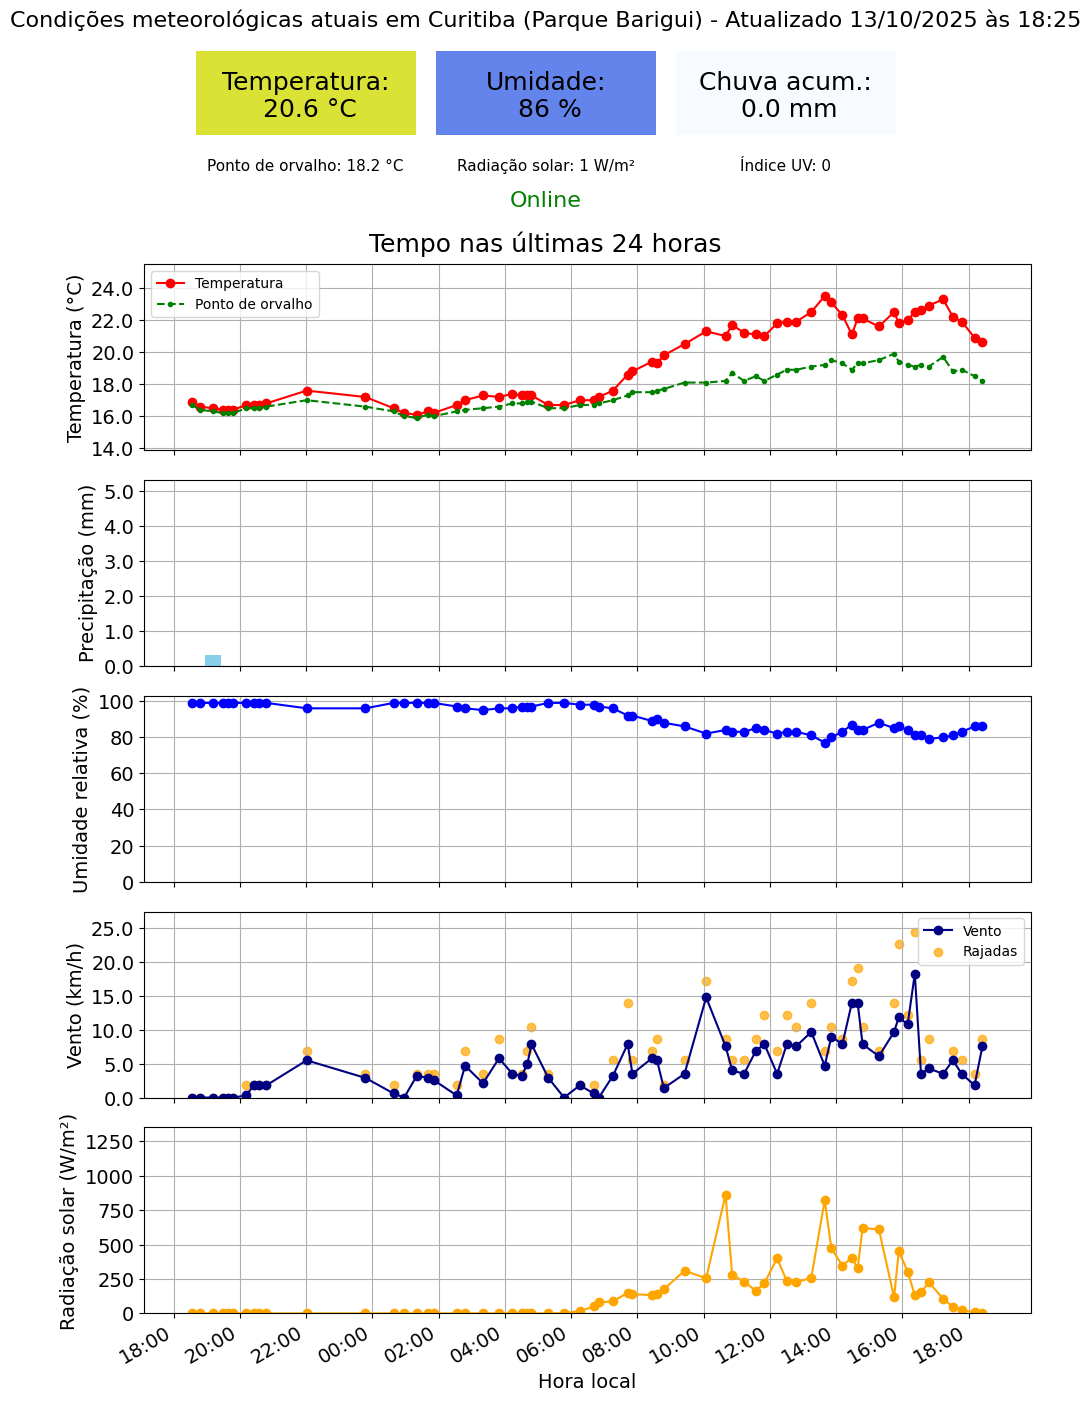 Condições meteorológicas atuais em Curitiba (Parque Barigui) - Atualizado 13/10/2025 às 18:25
Temperatura:
20.6 °C
Umidade:
86 %
Chuva acum.:
0.0 mm
Ponto de orvalho: 18.2 °C
Radiação solar: 1 W/m²
Índice UV: 0
Online
Tempo nas últimas 24 horas
Temperatura (°C)
24.0
22.0
20.0
18.0
16.0
14.0
Temperatura
Ponto de orvalho
Precipitação (mm)
5.0
4.0
3.0
2.0
1.0
0.0
Umidade relativa (%)
100
80
60
40
20
0
Vento (km/h)
25.0
20.0
15.0
10.0
5.0
0.0
Vento
Rajadas
Radiação solar (W/m²)
1250
1000
750
500
250
0
18:00
20:00
22:00
00:00
02:00
04:00
06:00
08:00
10:00
12:00
14:00
16:00
18:00
Hora local